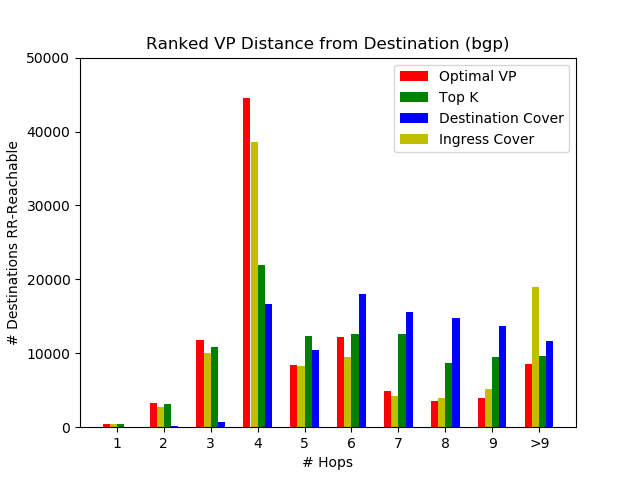 Ranked VP Distance from Destination (bgp)
# Destinations RR-Reachable
50000
40000
30000
20000
10000
0
Optimal VP
Top K
Destination Cover
Ingress Cover
1 2 3 4 5 6 7 8 9 >9
# Hops